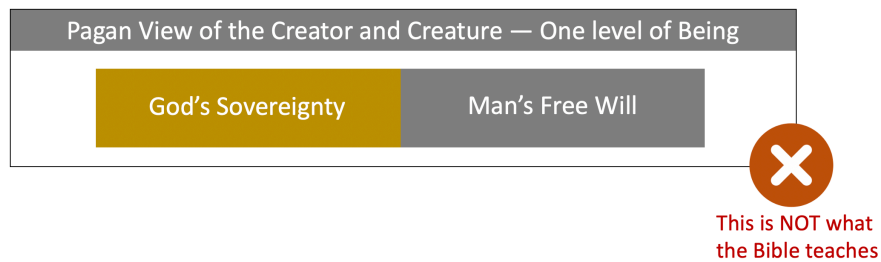 Pagan View of the Creator and Creature — One level of Being
God’s Sovereignty
Man’s Free Will
This is NOT what
the Bible teaches